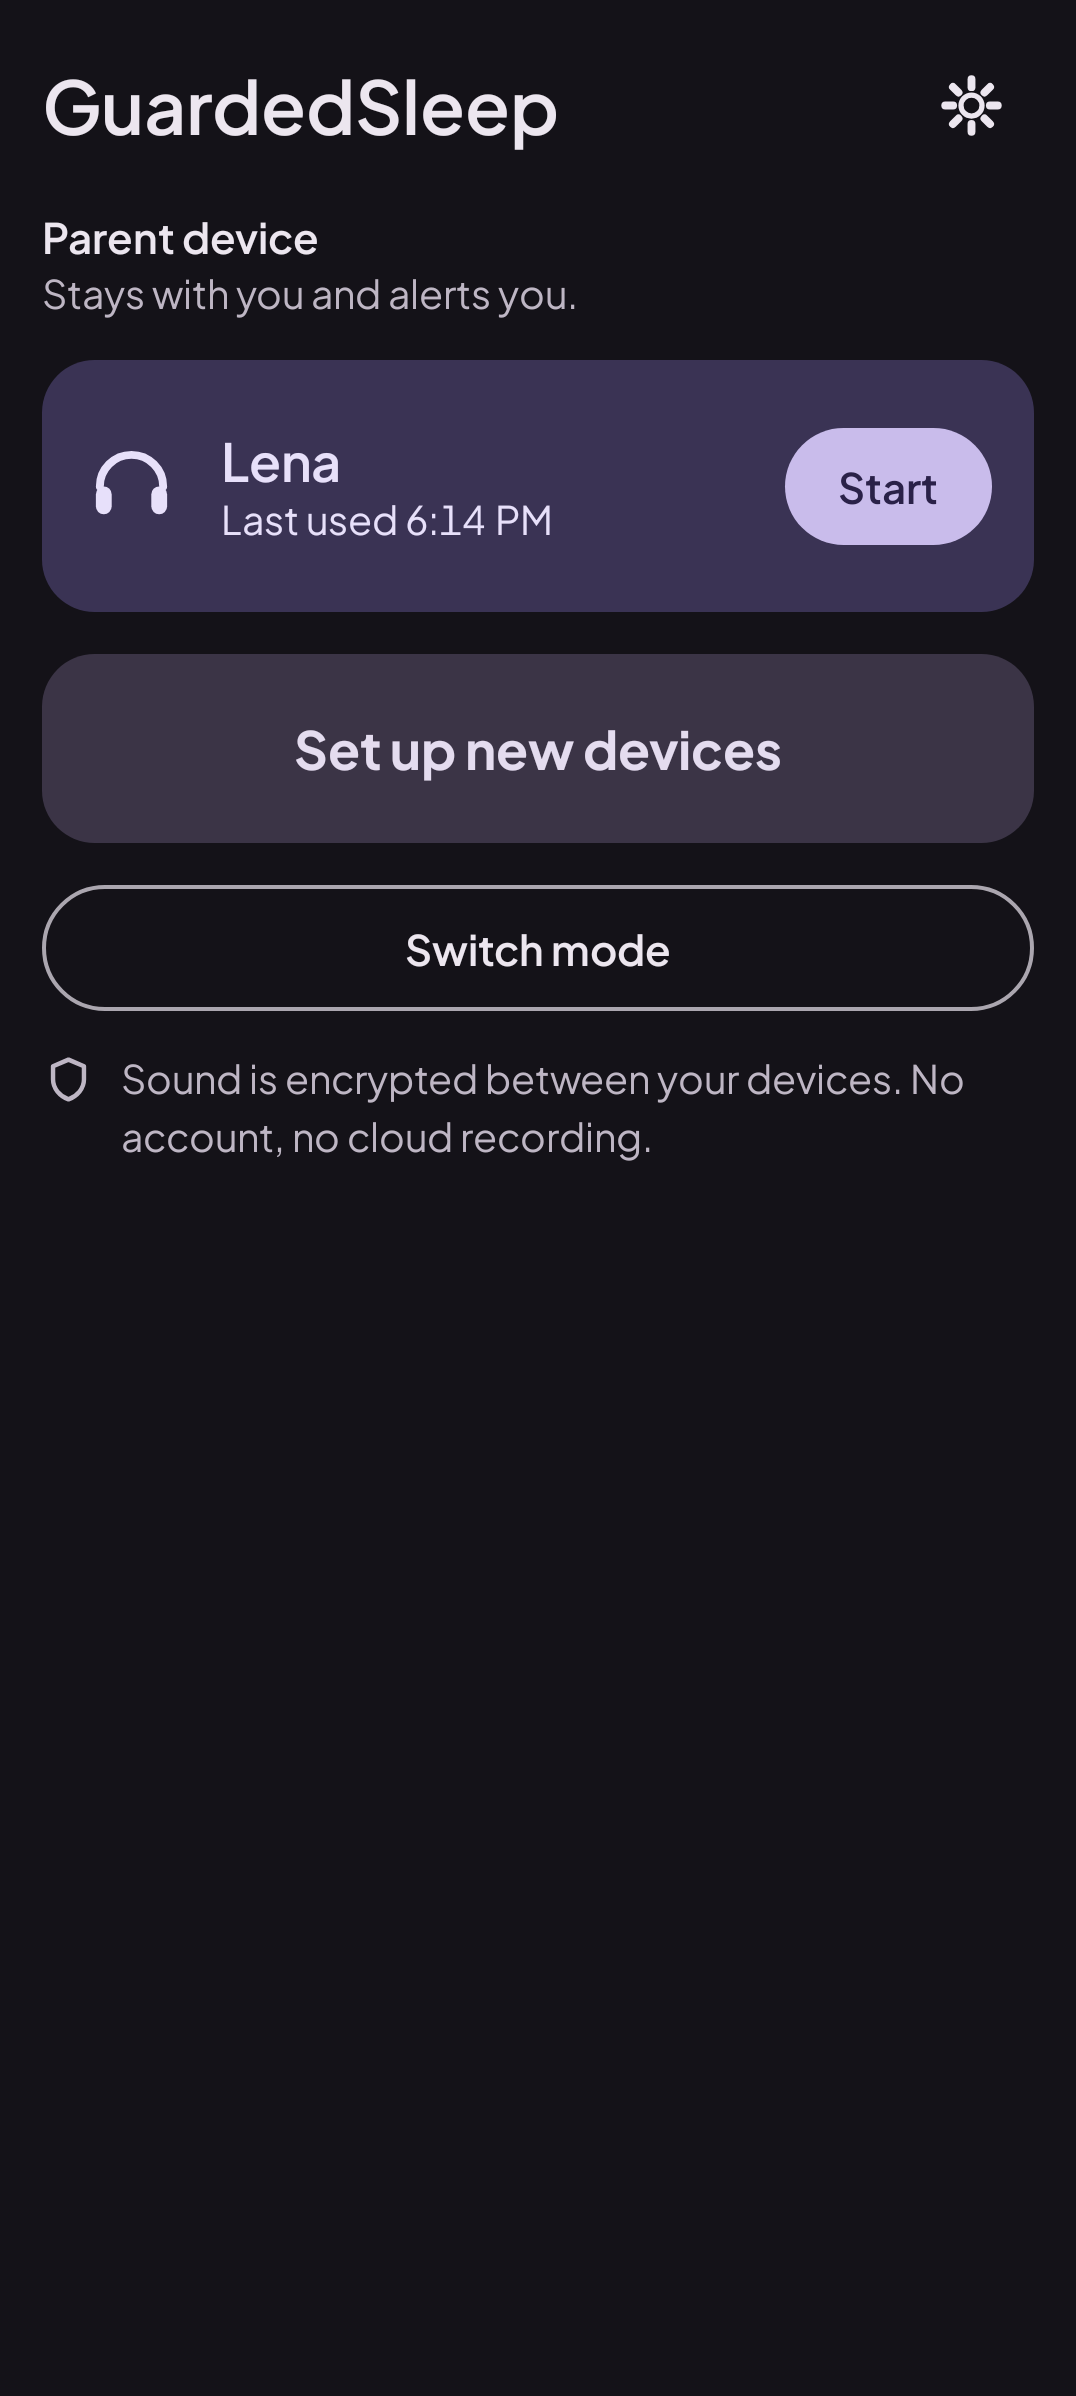 GuardedSleep
Parent device
Stays with you and alerts you.
Lena
Last used 6:14 PM
Start
Set up new devices
Switch mode
Sound is encrypted between your devices. No
account, no cloud recording.